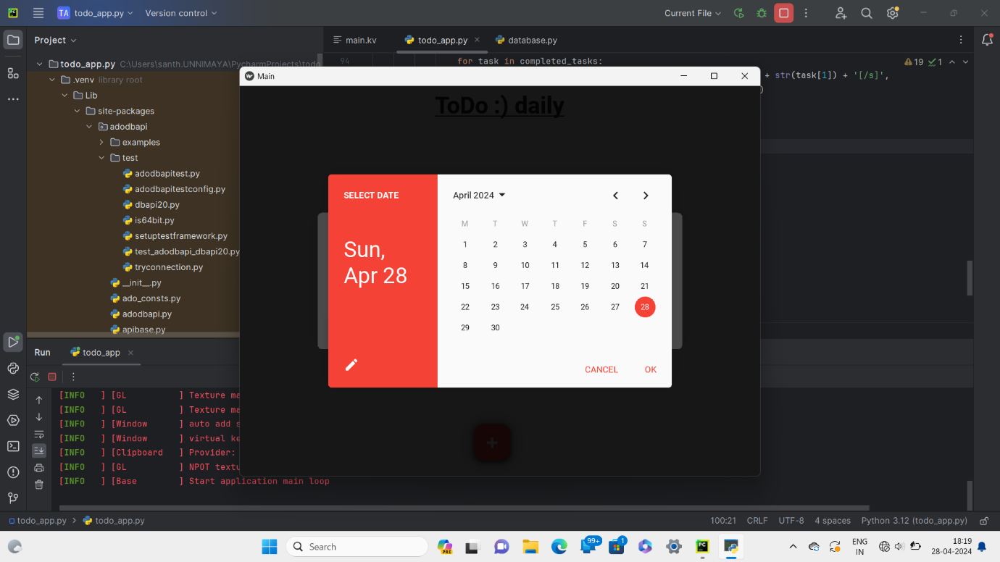 PC
TA todo_app.py Version control Current File
Project
main.kv todo_app.py database.py
todo_app.py C:\Users\santh.UNNIMAYA\PycharmProjects\todo
94 for task in completed_tasks: 19 1
+ str(task[1]) + '[/s]',
)
.venv library root
Lib
site-packages
adodbapi
examples
test
adodbapitest.py
adodbapitestconfig.py
dbapi20.py
is64bit.py
setuptestframework.py
test_adodbapi_dbapi20.py
tryconnection.py
__init__.py
ado_consts.py
adodbapi.py
apibase.py
Main
ToDo :) daily
SELECT DATE
Sun,
Apr 28
April 2024
M T W T F S S
1 2 3 4 5 6 7
8 9 10 11 12 13 14
15 16 17 18 19 20 21
22 23 24 25 26 27 28
29 30
CANCEL OK
+
Run todo_app
[INFO ] [GL ] Texture ma
[INFO ] [GL ] Texture ma
[INFO ] [Window ] auto add s
[INFO ] [Window ] virtual ke
[INFO ] [Clipboard ] Provider:
[INFO ] [GL ] NPOT textu
[INFO ] [Base ] Start application main loop
todo_app.py > todo_app.py 100:21 CRLF UTF-8 4 spaces Python 3.12 (todo_app.py)
Search PRE 99+ 1 PC ENG
IN
18:19
28-04-2024